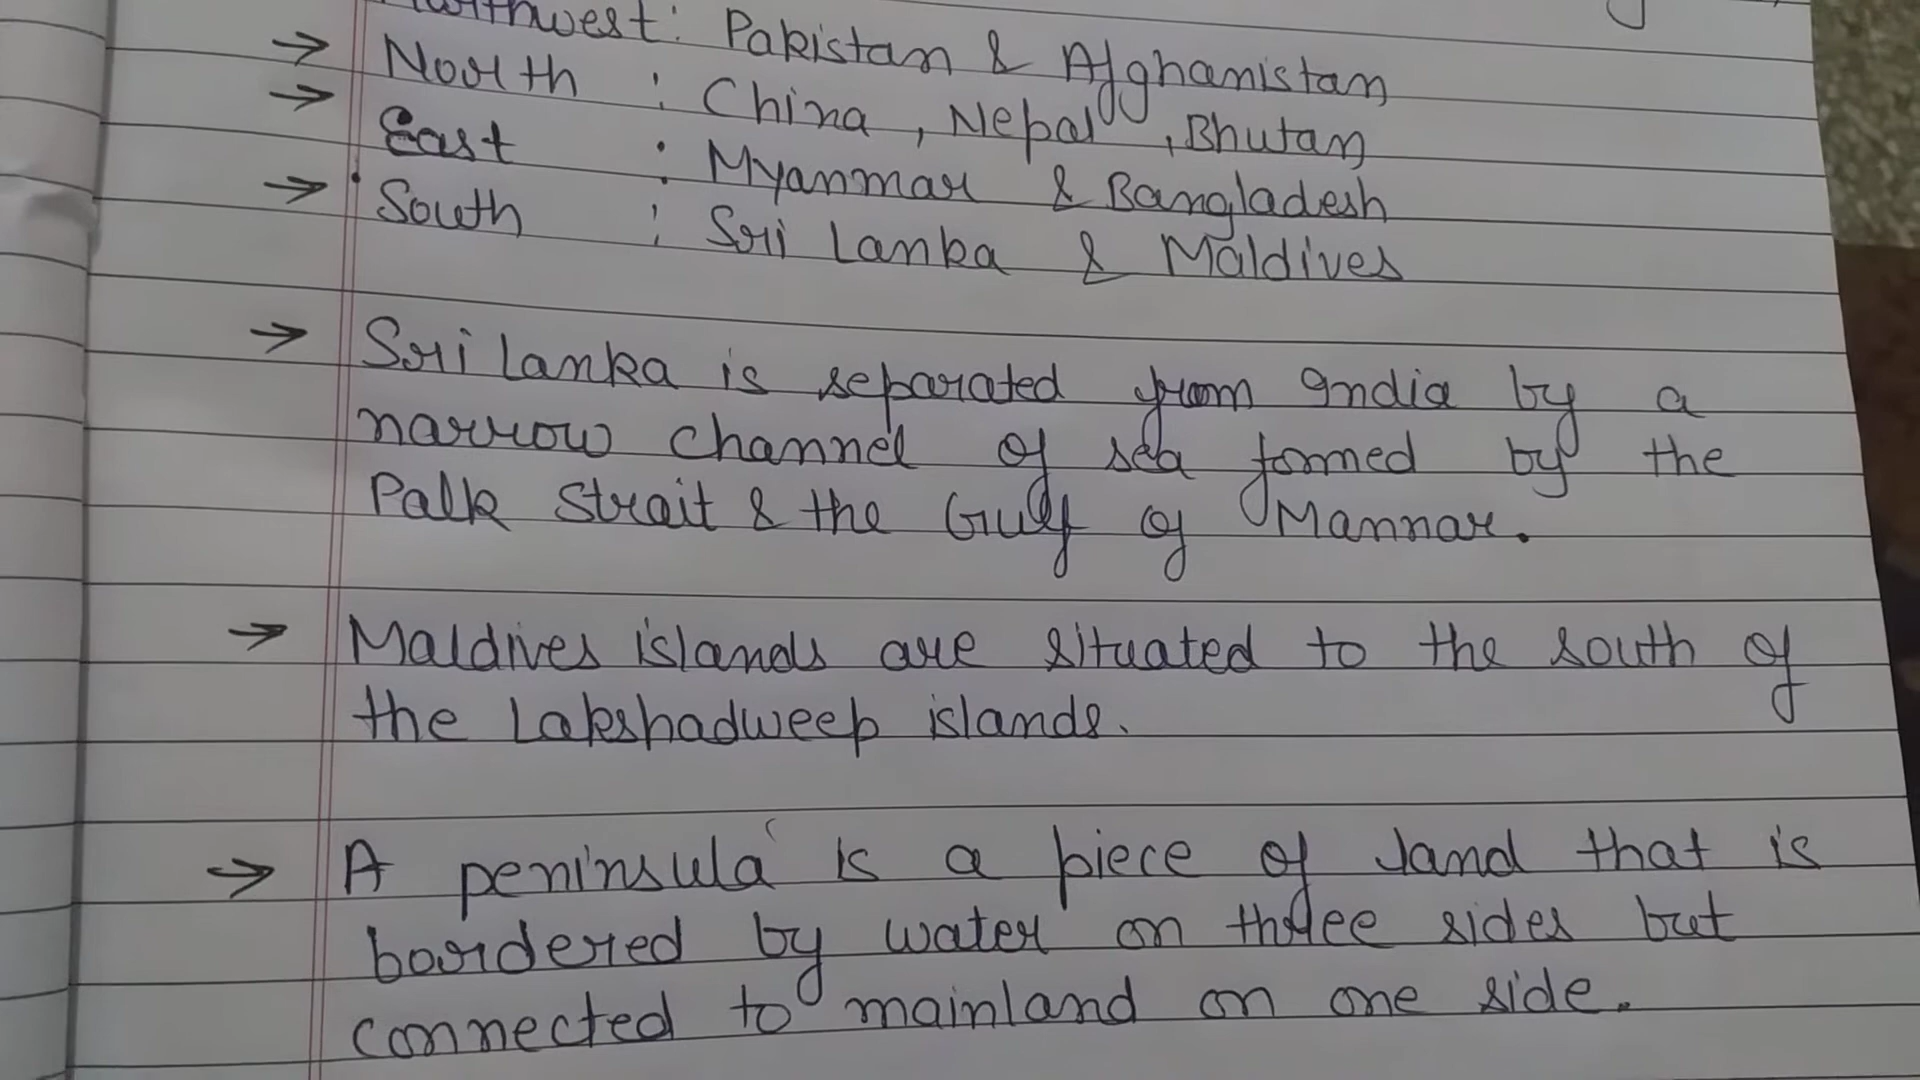 Northwest: Pakistan & Afghanistan
→ North : China, Nepal, Bhutan
→ East : Myanmar & Bangladesh
→ South : Sri Lanka & Maldives
→ Sri Lanka is separated from India by a
narrow channel of sea formed by the
Palk Strait & the Gulf of Mannar.
→ Maldives islands are situated to the south of
the Lakshadweep islands.
→ A peninsula is a piece of land that is
bordered by water on three sides but
connected to mainland on one side.